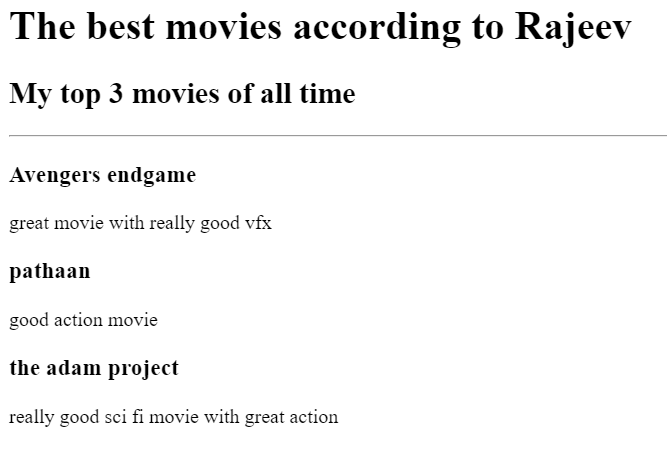 The best movies according to Rajeev
My top 3 movies of all time
Avengers endgame
great movie with really good vfx
pathaan
good action movie
the adam project
really good sci fi movie with great action